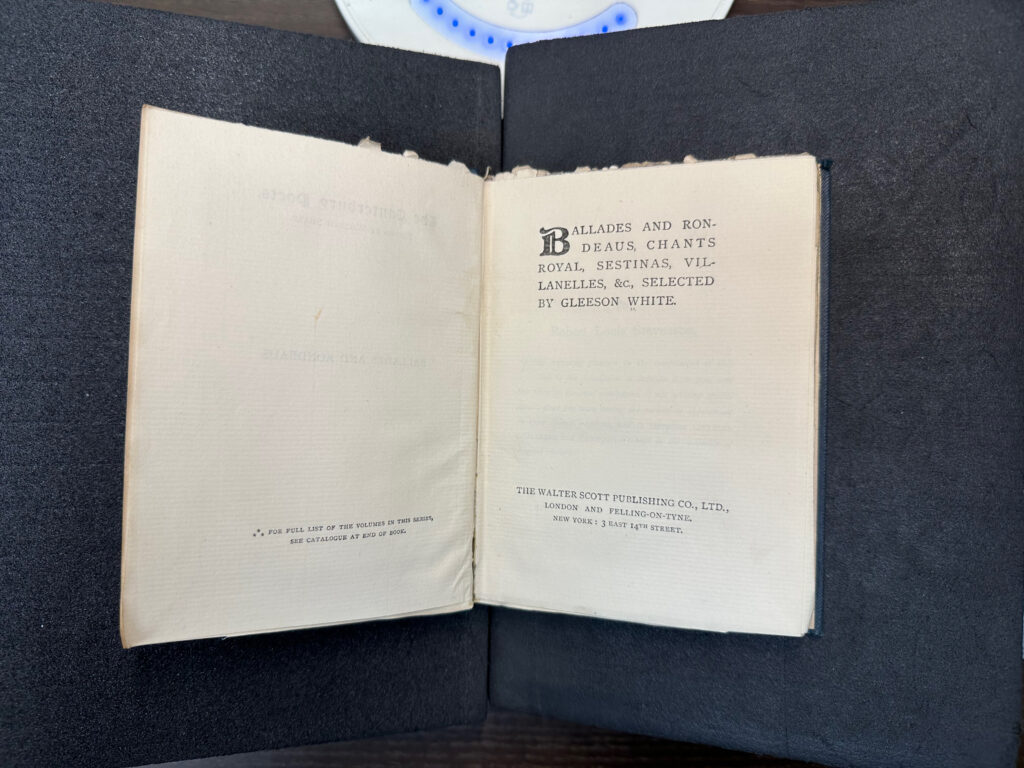 ⁂ FOR FULL LIST OF THE VOLUMES IN THIS SERIES,
SEE CATALOGUE AT END OF BOOK.
BALLADES AND RON-
DEAUS, CHANTS
ROYAL, SESTINAS, VIL-
LANELLES, &c., SELECTED
BY GLEESON WHITE.
THE WALTER SCOTT PUBLISHING CO., LTD.,
LONDON AND FELLING-ON-TYNE.
NEW YORK: 3 EAST 14TH STREET.